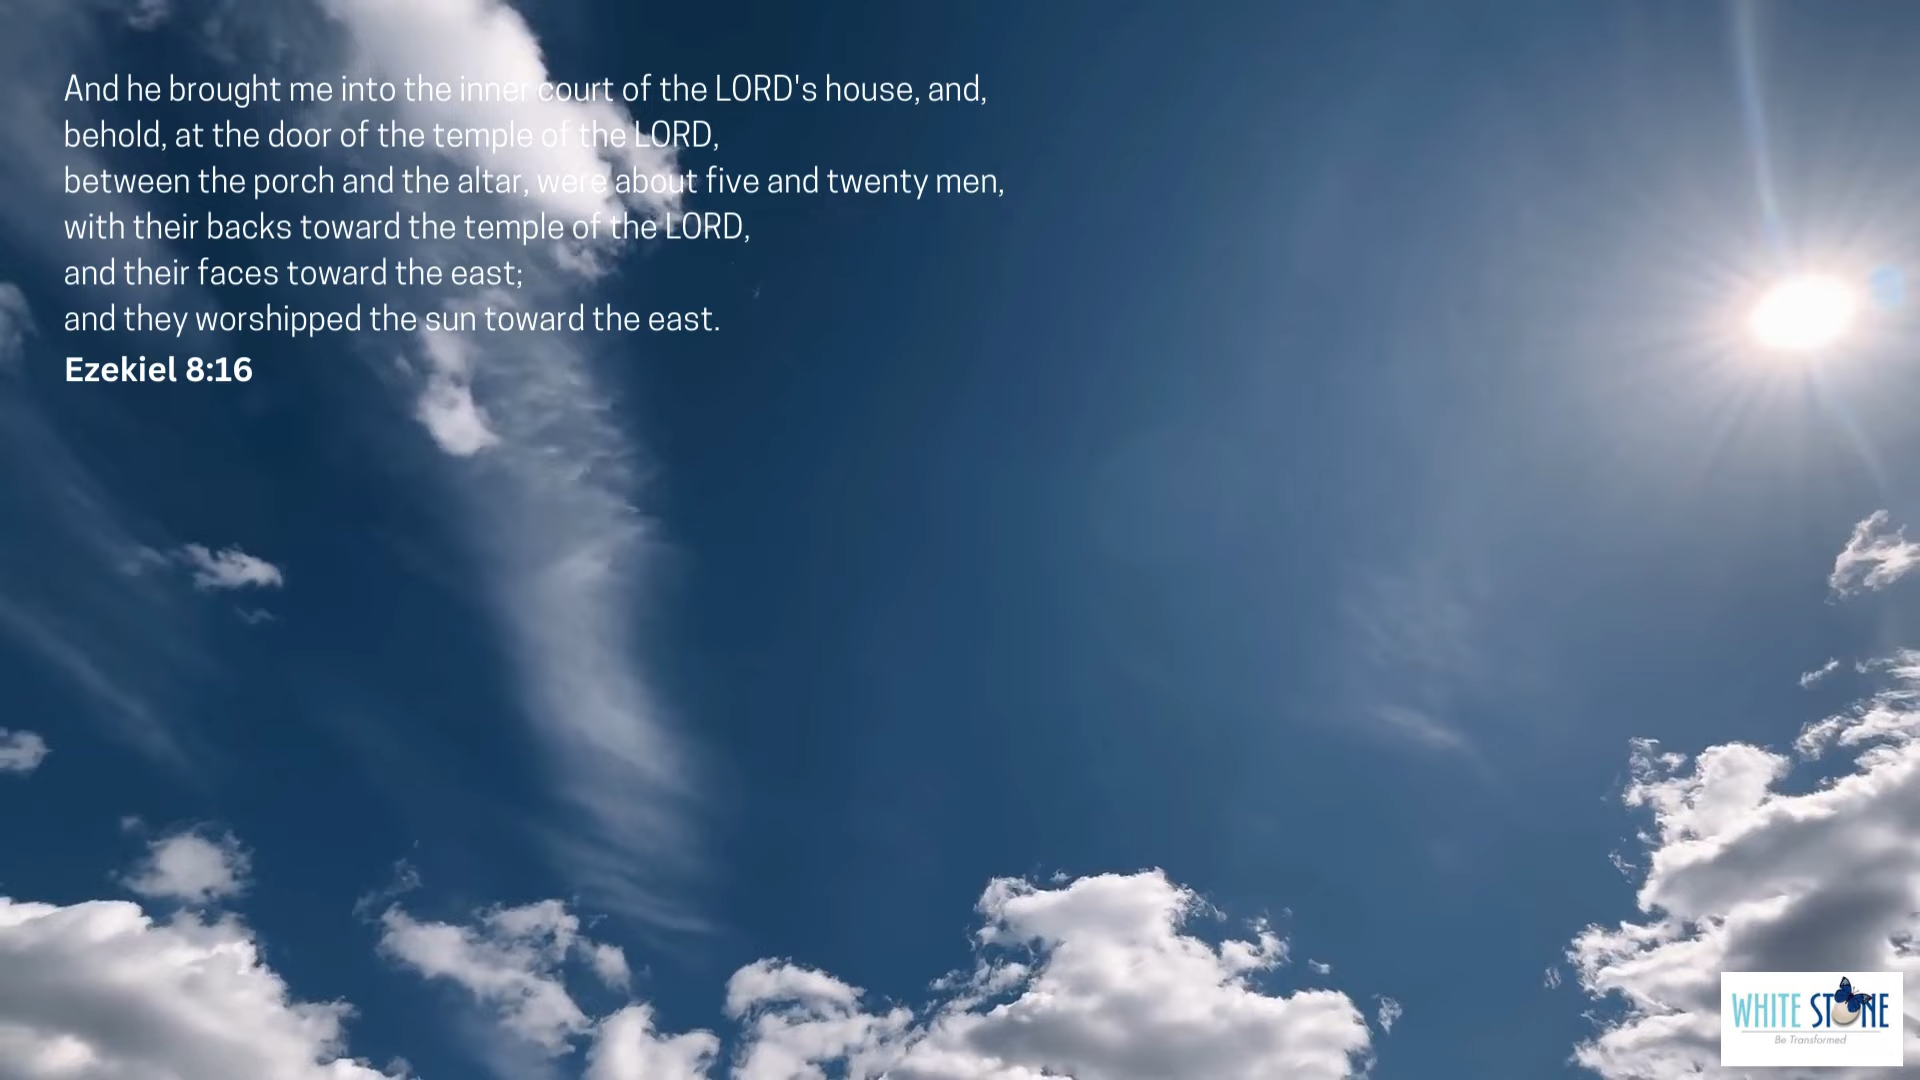 And he brought me into the inner court of the LORD's house, and,
behold, at the door of the temple of the LORD,
between the porch and the altar, were about five and twenty men,
with their backs toward the temple of the LORD,
and their faces toward the east;
and they worshipped the sun toward the east.
Ezekiel 8:16
WHITE STONE
Be Transformed